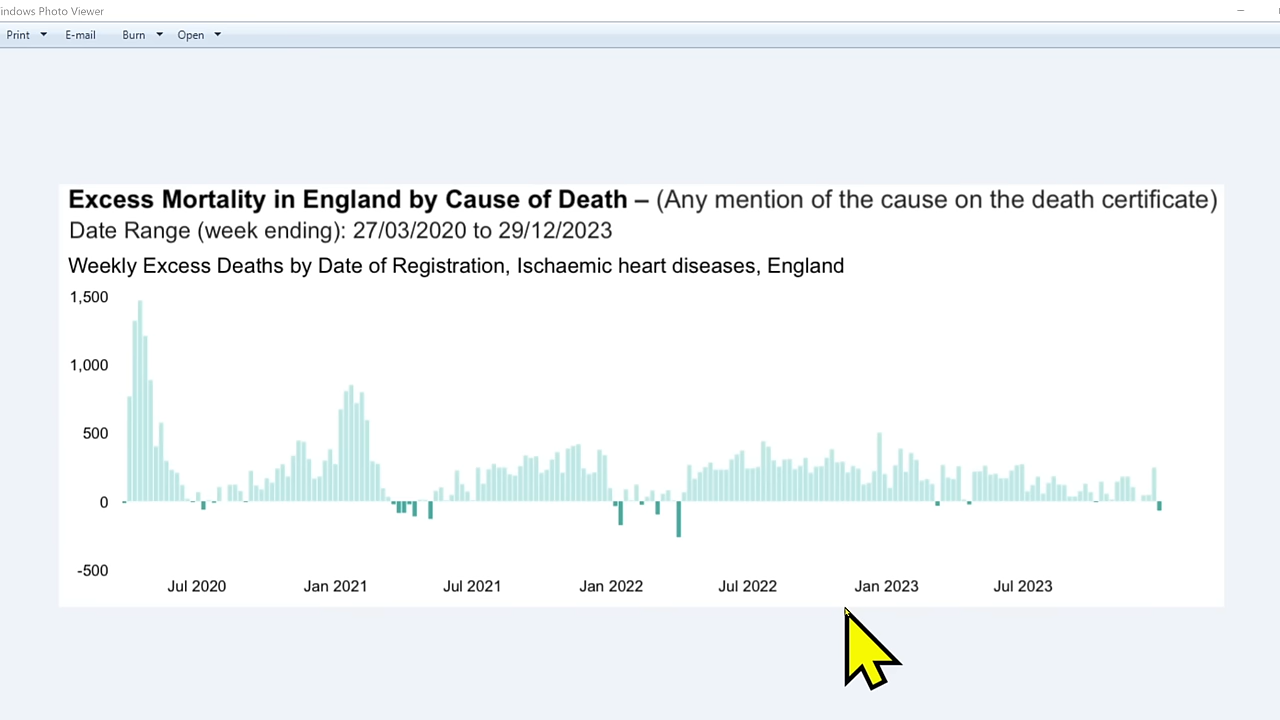 indows Photo Viewer
Print E-mail Burn Open
Excess Mortality in England by Cause of Death – (Any mention of the cause on the death certificate)
Date Range (week ending): 27/03/2020 to 29/12/2023
Weekly Excess Deaths by Date of Registration, Ischaemic heart diseases, England
1,500
1,000
500
0
-500
Jul 2020 Jan 2021 Jul 2021 Jan 2022 Jul 2022 Jan 2023 Jul 2023